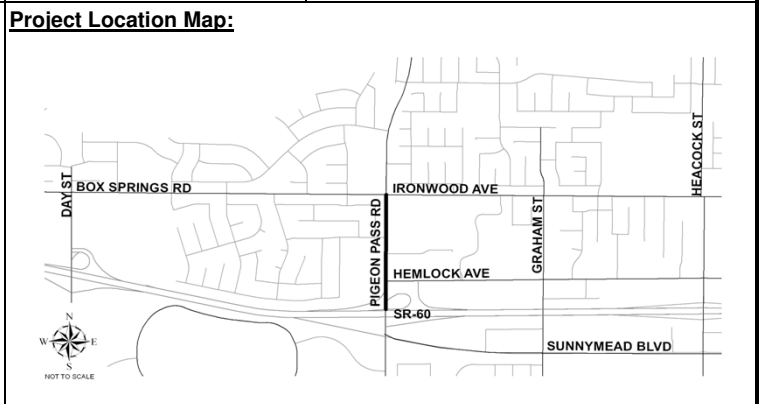 Project Location Map:
DAY ST
BOX SPRINGS RD
IRONWOOD AVE
HEACOCK ST
PIGEON PASS RD
GRAHAM ST
HEMLOCK AVE
SR-60
SUNNYMEAD BLVD
N
W E
S
NOT TO SCALE